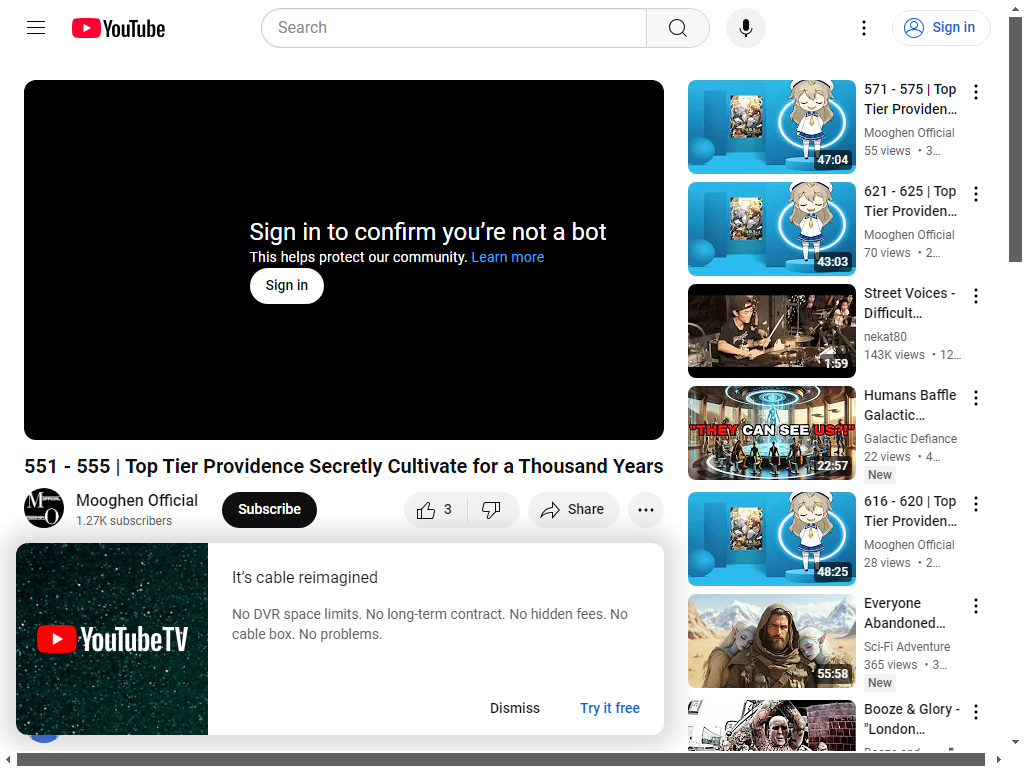 YouTube
Search
Sign in
Sign in to confirm you’re not a bot
This helps protect our community. Learn more
Sign in
551 - 555 | Top Tier Providence Secretly Cultivate for a Thousand Years
Mooghen Official
1.27K subscribers
Subscribe
3
Share
YouTubeTV
It’s cable reimagined
No DVR space limits. No long-term contract. No hidden fees. No
cable box. No problems.
Dismiss
Try it free
47:04
571 - 575 | Top
Tier Providen...
Mooghen Official
55 views • 3...
43:03
621 - 625 | Top
Tier Providen...
Mooghen Official
70 views • 2...
1:59
Street Voices -
Difficult...
nekat80
143K views • 12...
"THEY CAN SEE US?!"
22:57
Humans Baffle
Galactic...
Galactic Defiance
22 views • 4...
New
48:25
616 - 620 | Top
Tier Providen...
Mooghen Official
28 views • 2...
55:58
Everyone
Abandoned...
Sci-Fi Adventure
365 views • 3...
New
Booze & Glory -
"London...